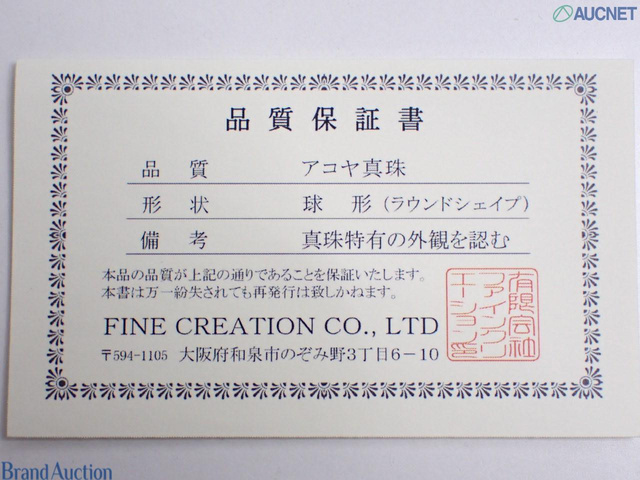 AUCNET
品質保証書
品 質 アコヤ真珠
形 状 球 形（ラウンドシェイプ）
備 考 真珠特有の外観を認む
本品の品質が上記の通りであることを保証いたします。
本書は万一紛失されても再発行は致しかねます。
FINE CREATION CO., LTD
〒594-1105 大阪府和泉市のぞみ野3丁目6－10
有限会社
ファインクリエ
ーション印
Brand Auction